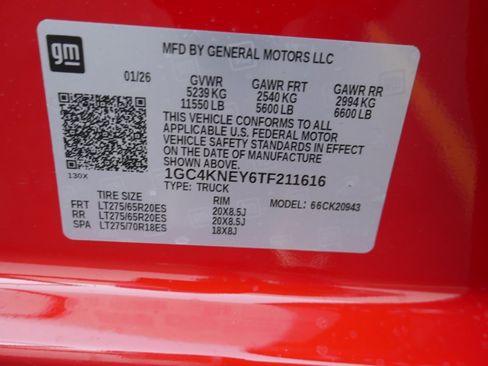 gm
MFD BY GENERAL MOTORS LLC
01/26
GVWR GAWR FRT GAWR RR
5239 KG 2540 KG 2994 KG
11550 LB 5600 LB 6600 LB
THIS VEHICLE CONFORMS TO ALL
APPLICABLE U.S. FEDERAL MOTOR
VEHICLE SAFETY STANDARDS IN EFFECT
ON THE DATE OF MANUFACTURE
SHOWN ABOVE.
130X
1GC4KNEY6TF211616
TYPE: TRUCK MODEL: 66CK20943
TIRE SIZE RIM
FRT LT275/65R20ES 20X8.5J
RR LT275/65R20ES 20X8.5J
SPA LT275/70R18ES 18X8J